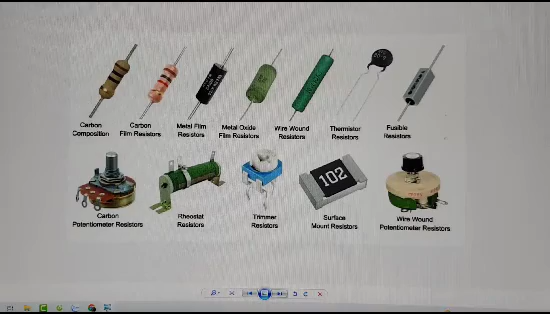 Carbon
Composition
Carbon
Film Resistors
Metal Film
Resistors
Metal Oxide
Film Resistors
Wire Wound
Resistors
Thermistor
Resistors
Fusible
Resistors
102
Carbon
Potentiometer Resistors
Rheostat
Resistors
Trimmer
Resistors
Surface
Mount Resistors
Wire Wound
Potentiometer Resistors